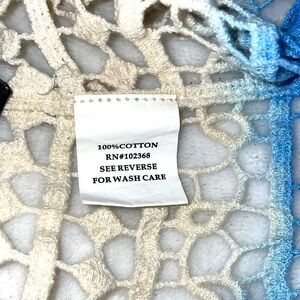 100%COTTON
RN#102368
SEE REVERSE
FOR WASH CARE